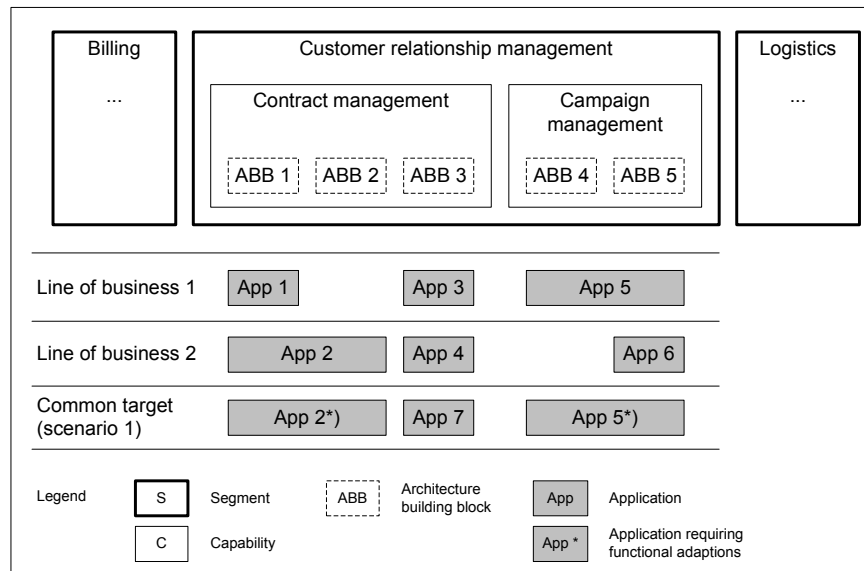 Billing
...
Customer relationship management
Logistics
...
Contract management
Campaign
management
ABB 1
ABB 2
ABB 3
ABB 4
ABB 5
Line of business 1
App 1
App 3
App 5
Line of business 2
App 2
App 4
App 6
Common target
(scenario 1)
App 2*)
App 7
App 5*)
Legend
S
Segment
ABB
Architecture
building block
App
Application
C
Capability
App *
Application requiring
functional adaptions